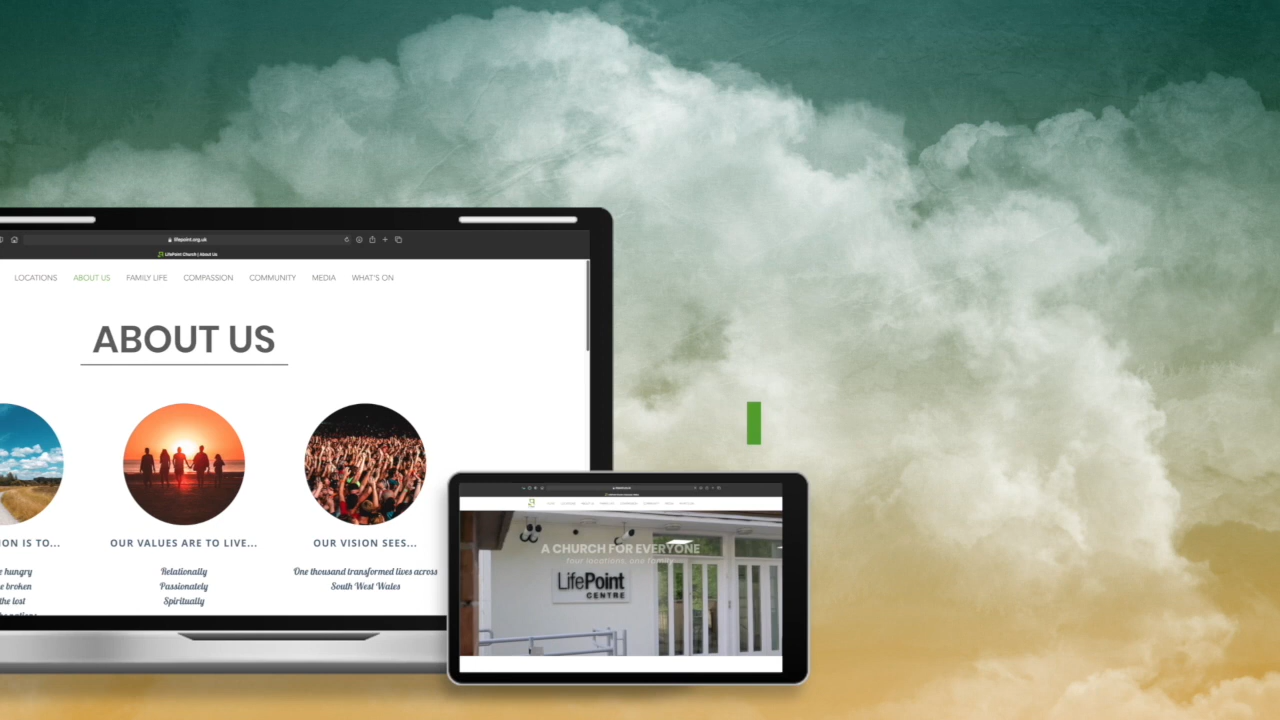 lifepoint.org.uk
LifePoint Church | About Us
LOCATIONS ABOUT US FAMILY LIFE COMPASSION COMMUNITY MEDIA WHAT'S ON
ABOUT US
ON IS TO...
OUR VALUES ARE TO LIVE...
OUR VISION SEES...
hungry
broken
the lost
Relationally
Passionately
Spiritually
One thousand transformed lives across
South West Wales
A CHURCH FOR EVERYONE
four locations, one family
LifePoint
CENTRE